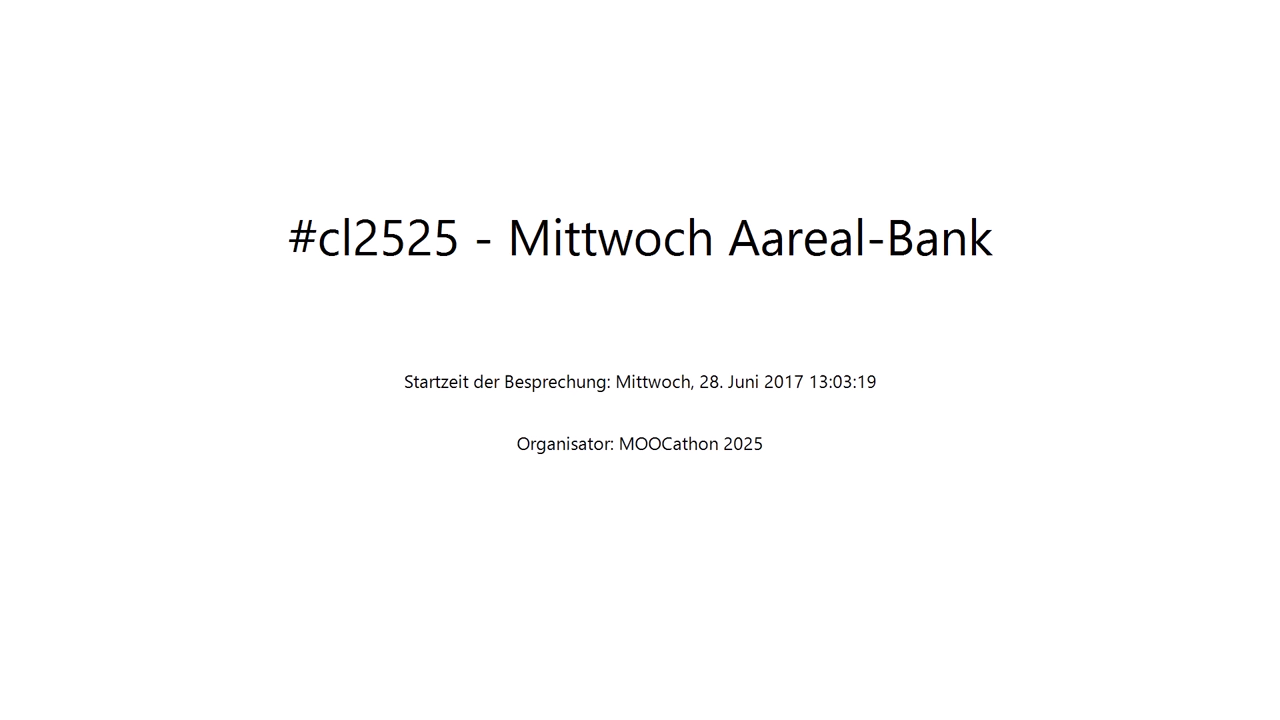 #cl2525 - Mittwoch Aareal-Bank
Startzeit der Besprechung: Mittwoch, 28. Juni 2017 13:03:19
Organisator: MOOCathon 2025